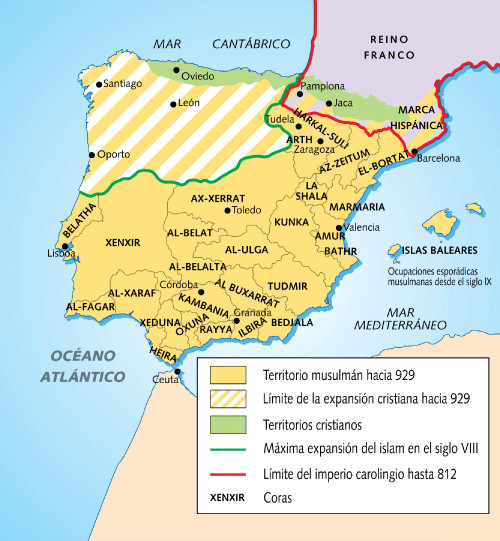 MAR CANTÁBRICO
REINO
FRANCO
Oviedo
Santiago
Pamplona
León
Jaca
MARCA
HISPÁNICA
Tudela
HARKAL-SULI
ARTH
Zaragoza
AZ-ZEITUM
Oporto
EL-BORTAT
Barcelona
LA
SHALA
AX-XERRAT
Toledo
MARMARIA
BELATHA
KUNKA
Valencia
AL-BELAT
AMUR
XENXIR
Lisboa
AL-ULGA
BATHR
ISLAS BALEARES
Ocupaciones esporádicas
musulmanas desde el siglo IX
AL-BELALTA
TUDMIR
AL-XARAF
Córdoba
AL BUXARRAT
AL-FAGAR
KAMBANIA
MAR
MEDITERRÁNEO
XEDUNA
OXUNA
Granada
RAYYA
ILBIRA
BEDJALA
HEIRA
OCÉANO
ATLÁNTICO
Ceuta
Territorio musulmán hacia 929
Límite de la expansión cristiana hacia 929
Territorios cristianos
Máxima expansión del islam en el siglo VIII
Límite del imperio carolingio hasta 812
XENXIR Coras